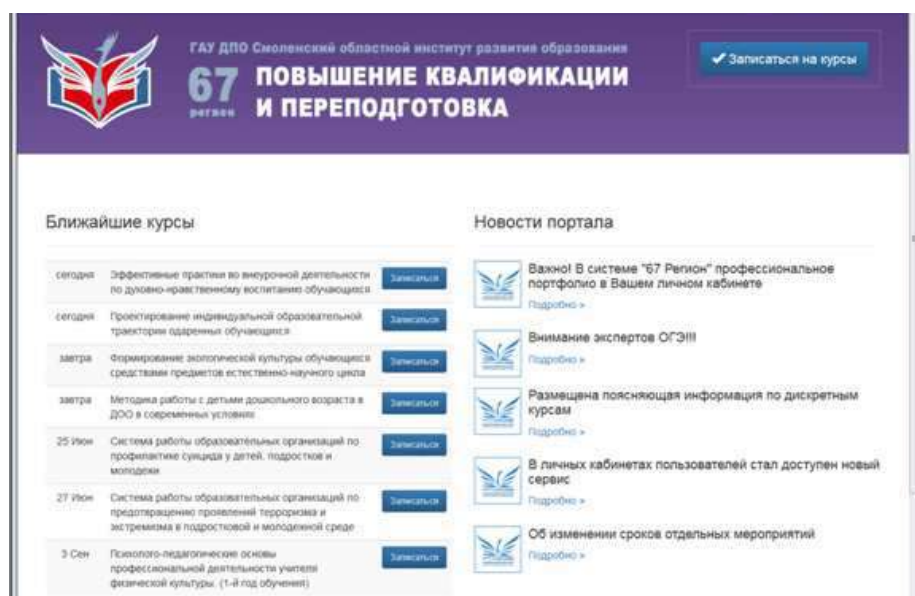 ГАУ ДПО Смоленский областной институт развития образования
67 регион
ПОВЫШЕНИЕ КВАЛИФИКАЦИИ
И ПЕРЕПОДГОТОВКА
Записаться на курсы
Ближайшие курсы
сегодня Эффективные практики во внеурочной деятельности
по духовно-нравственному воспитанию обучающихся
Записаться
сегодня Проектирование индивидуальной образовательной
траектории одаренных обучающихся
Записаться
завтра Формирование экологической культуры обучающихся
средствами предметов естественно-научного цикла
Записаться
завтра Методика работы с детьми дошкольного возраста в
ДОО в современных условиях
Записаться
25 Июн Система работы образовательных организаций по
профилактике суицида у детей, подростков и
молодежи
Записаться
27 Июн Система работы образовательных организаций по
предотвращению проявлений терроризма и
экстремизма в подростковой и молодежной среде
Записаться
3 Сен Психолого-педагогические основы
профессиональной деятельности учителя
физической культуры. (1-й год обучения)
Записаться
Новости портала
Важно! В системе "67 Регион" профессиональное
портфолио в Вашем личном кабинете
Подробно »
Внимание экспертов ОГЭ!!!
Подробно »
Размещена поясняющая информация по дискретным
курсам
Подробно »
В личных кабинетах пользователей стал доступен новый
сервис
Подробно »
Об изменении сроков отдельных мероприятий
Подробно »